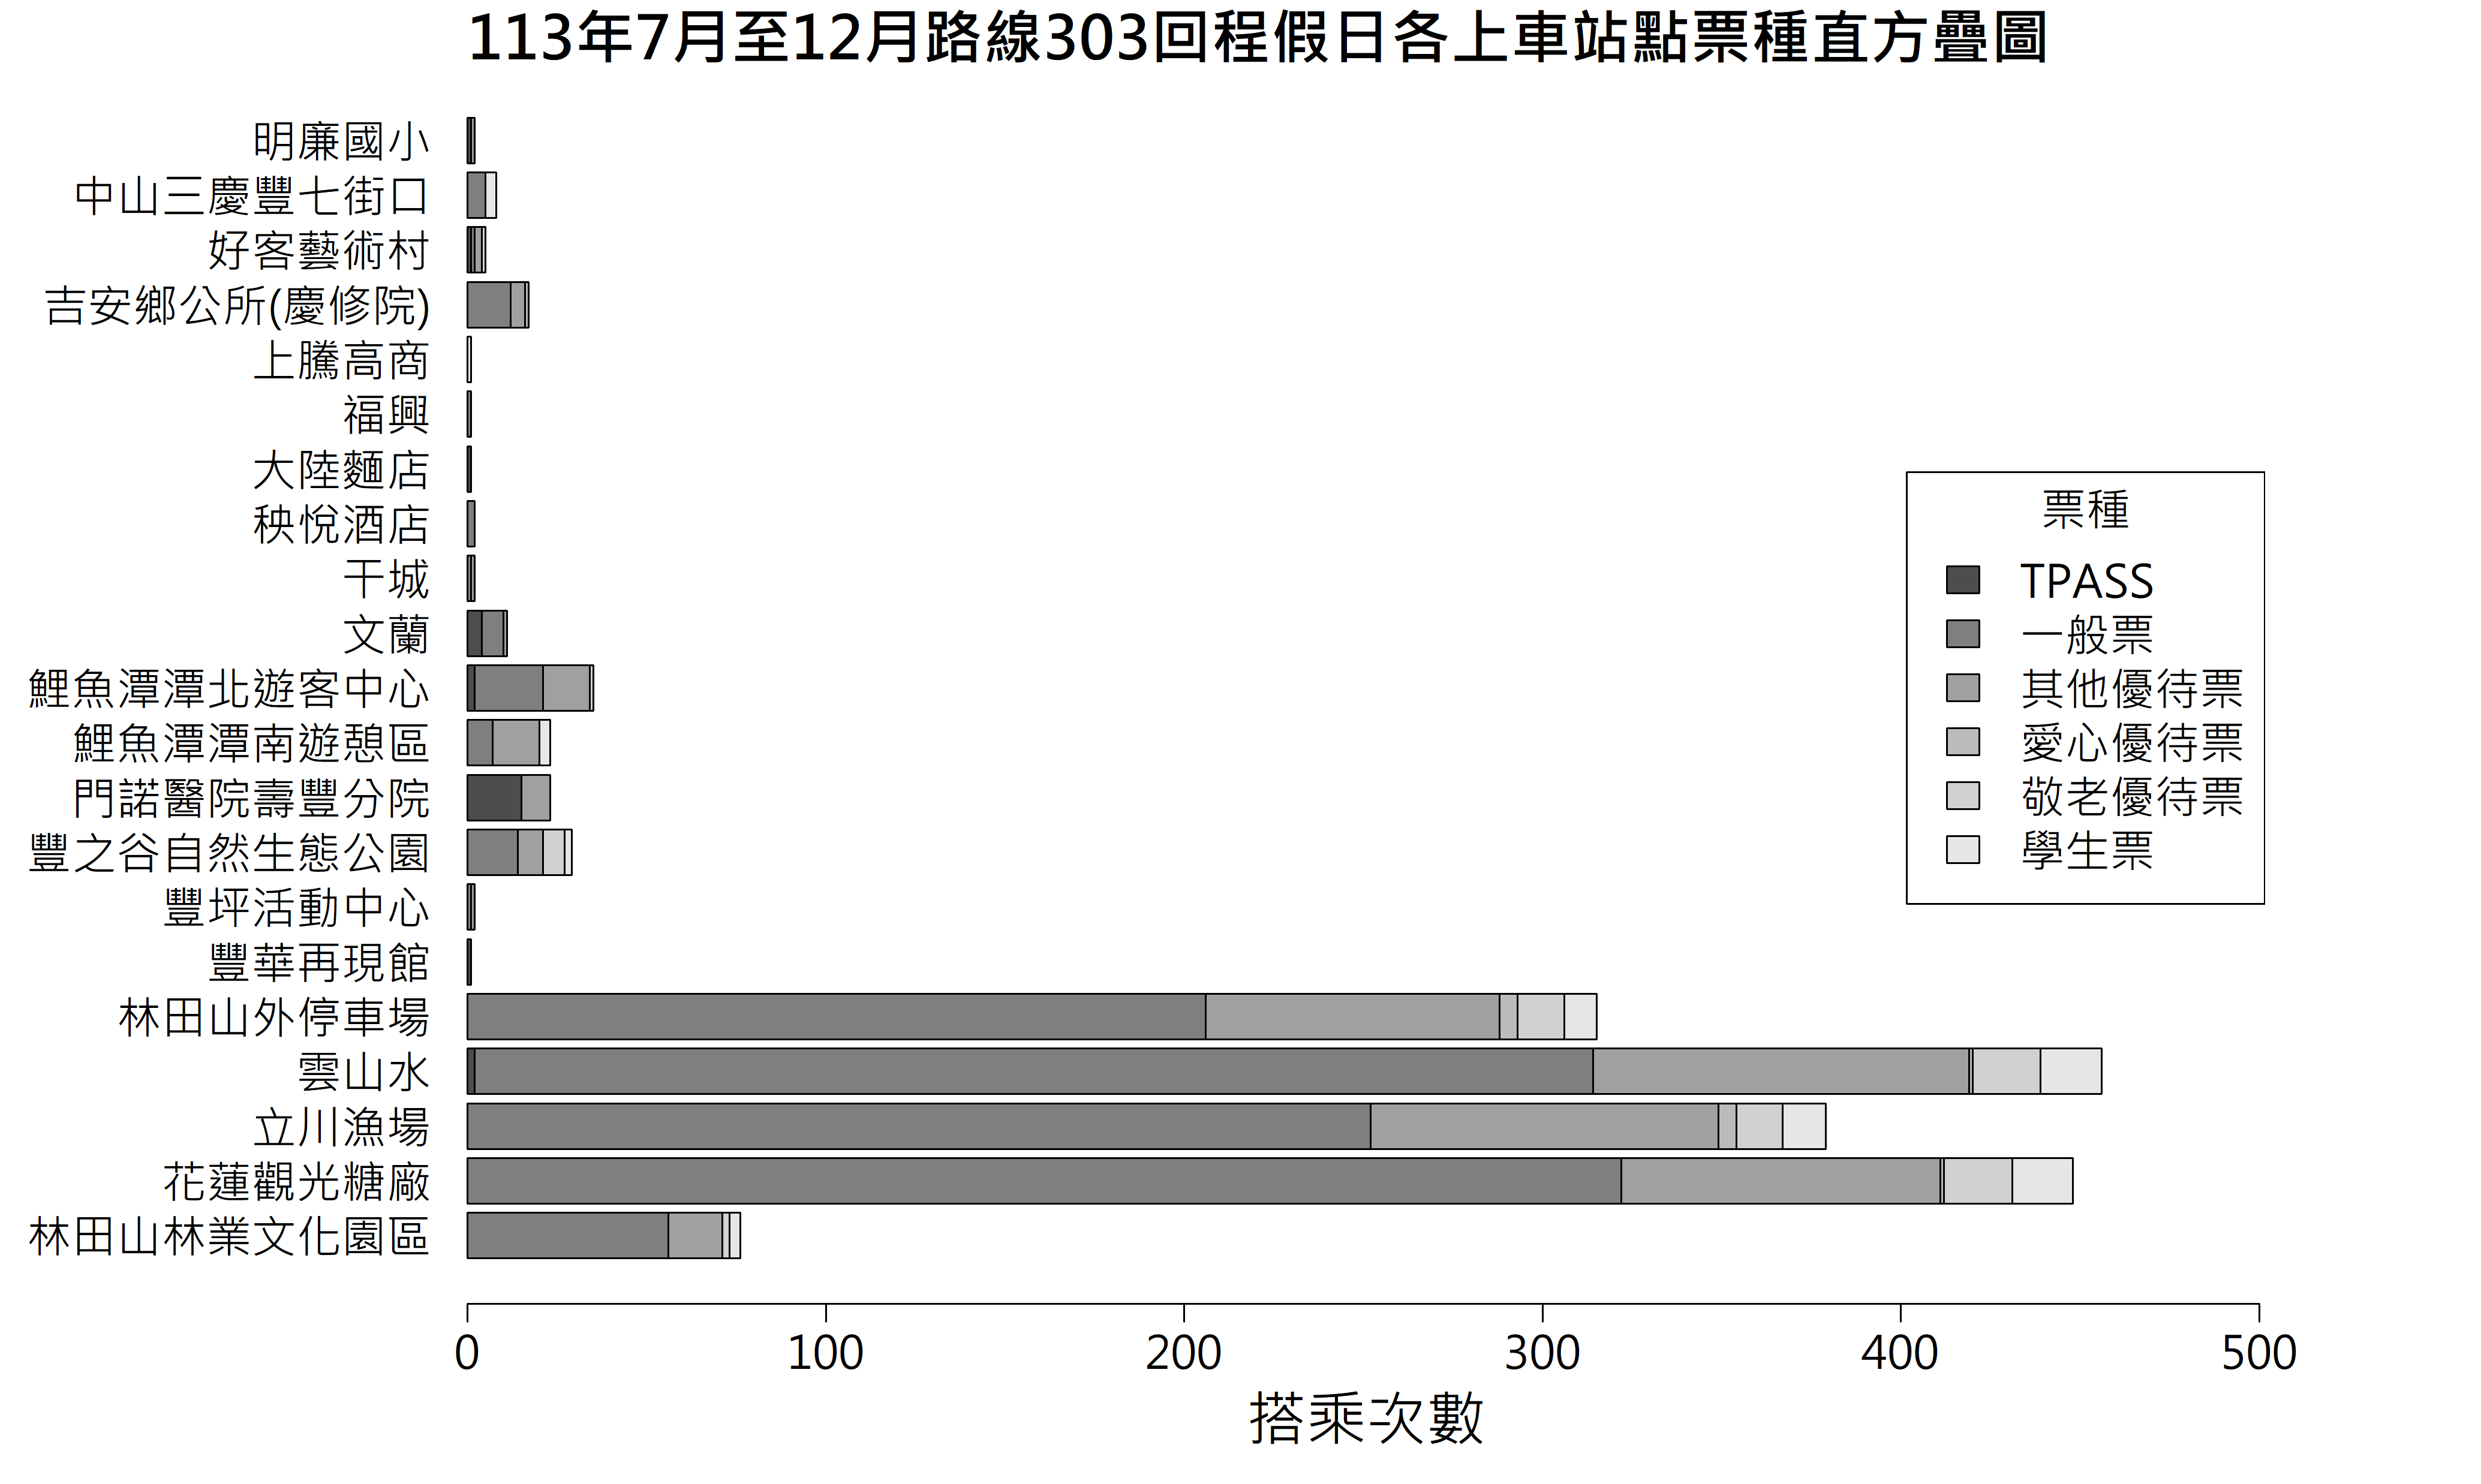 113年7月至12月路線303回程假日各上車站點票種直方疊圖
明廉國小
中山三慶豐七街口
好客藝術村
吉安鄉公所(慶修院)
上騰高商
福興
大陸麵店
秧悅酒店
干城
文蘭
鯉魚潭潭北遊客中心
鯉魚潭潭南遊憩區
門諾醫院壽豐分院
豐之谷自然生態公園
豐坪活動中心
豐華再現館
林田山外停車場
雲山水
立川漁場
花蓮觀光糖廠
林田山林業文化園區
票種
TPASS
一般票
其他優待票
愛心優待票
敬老優待票
學生票
0 100 200 300 400 500
搭乘次數